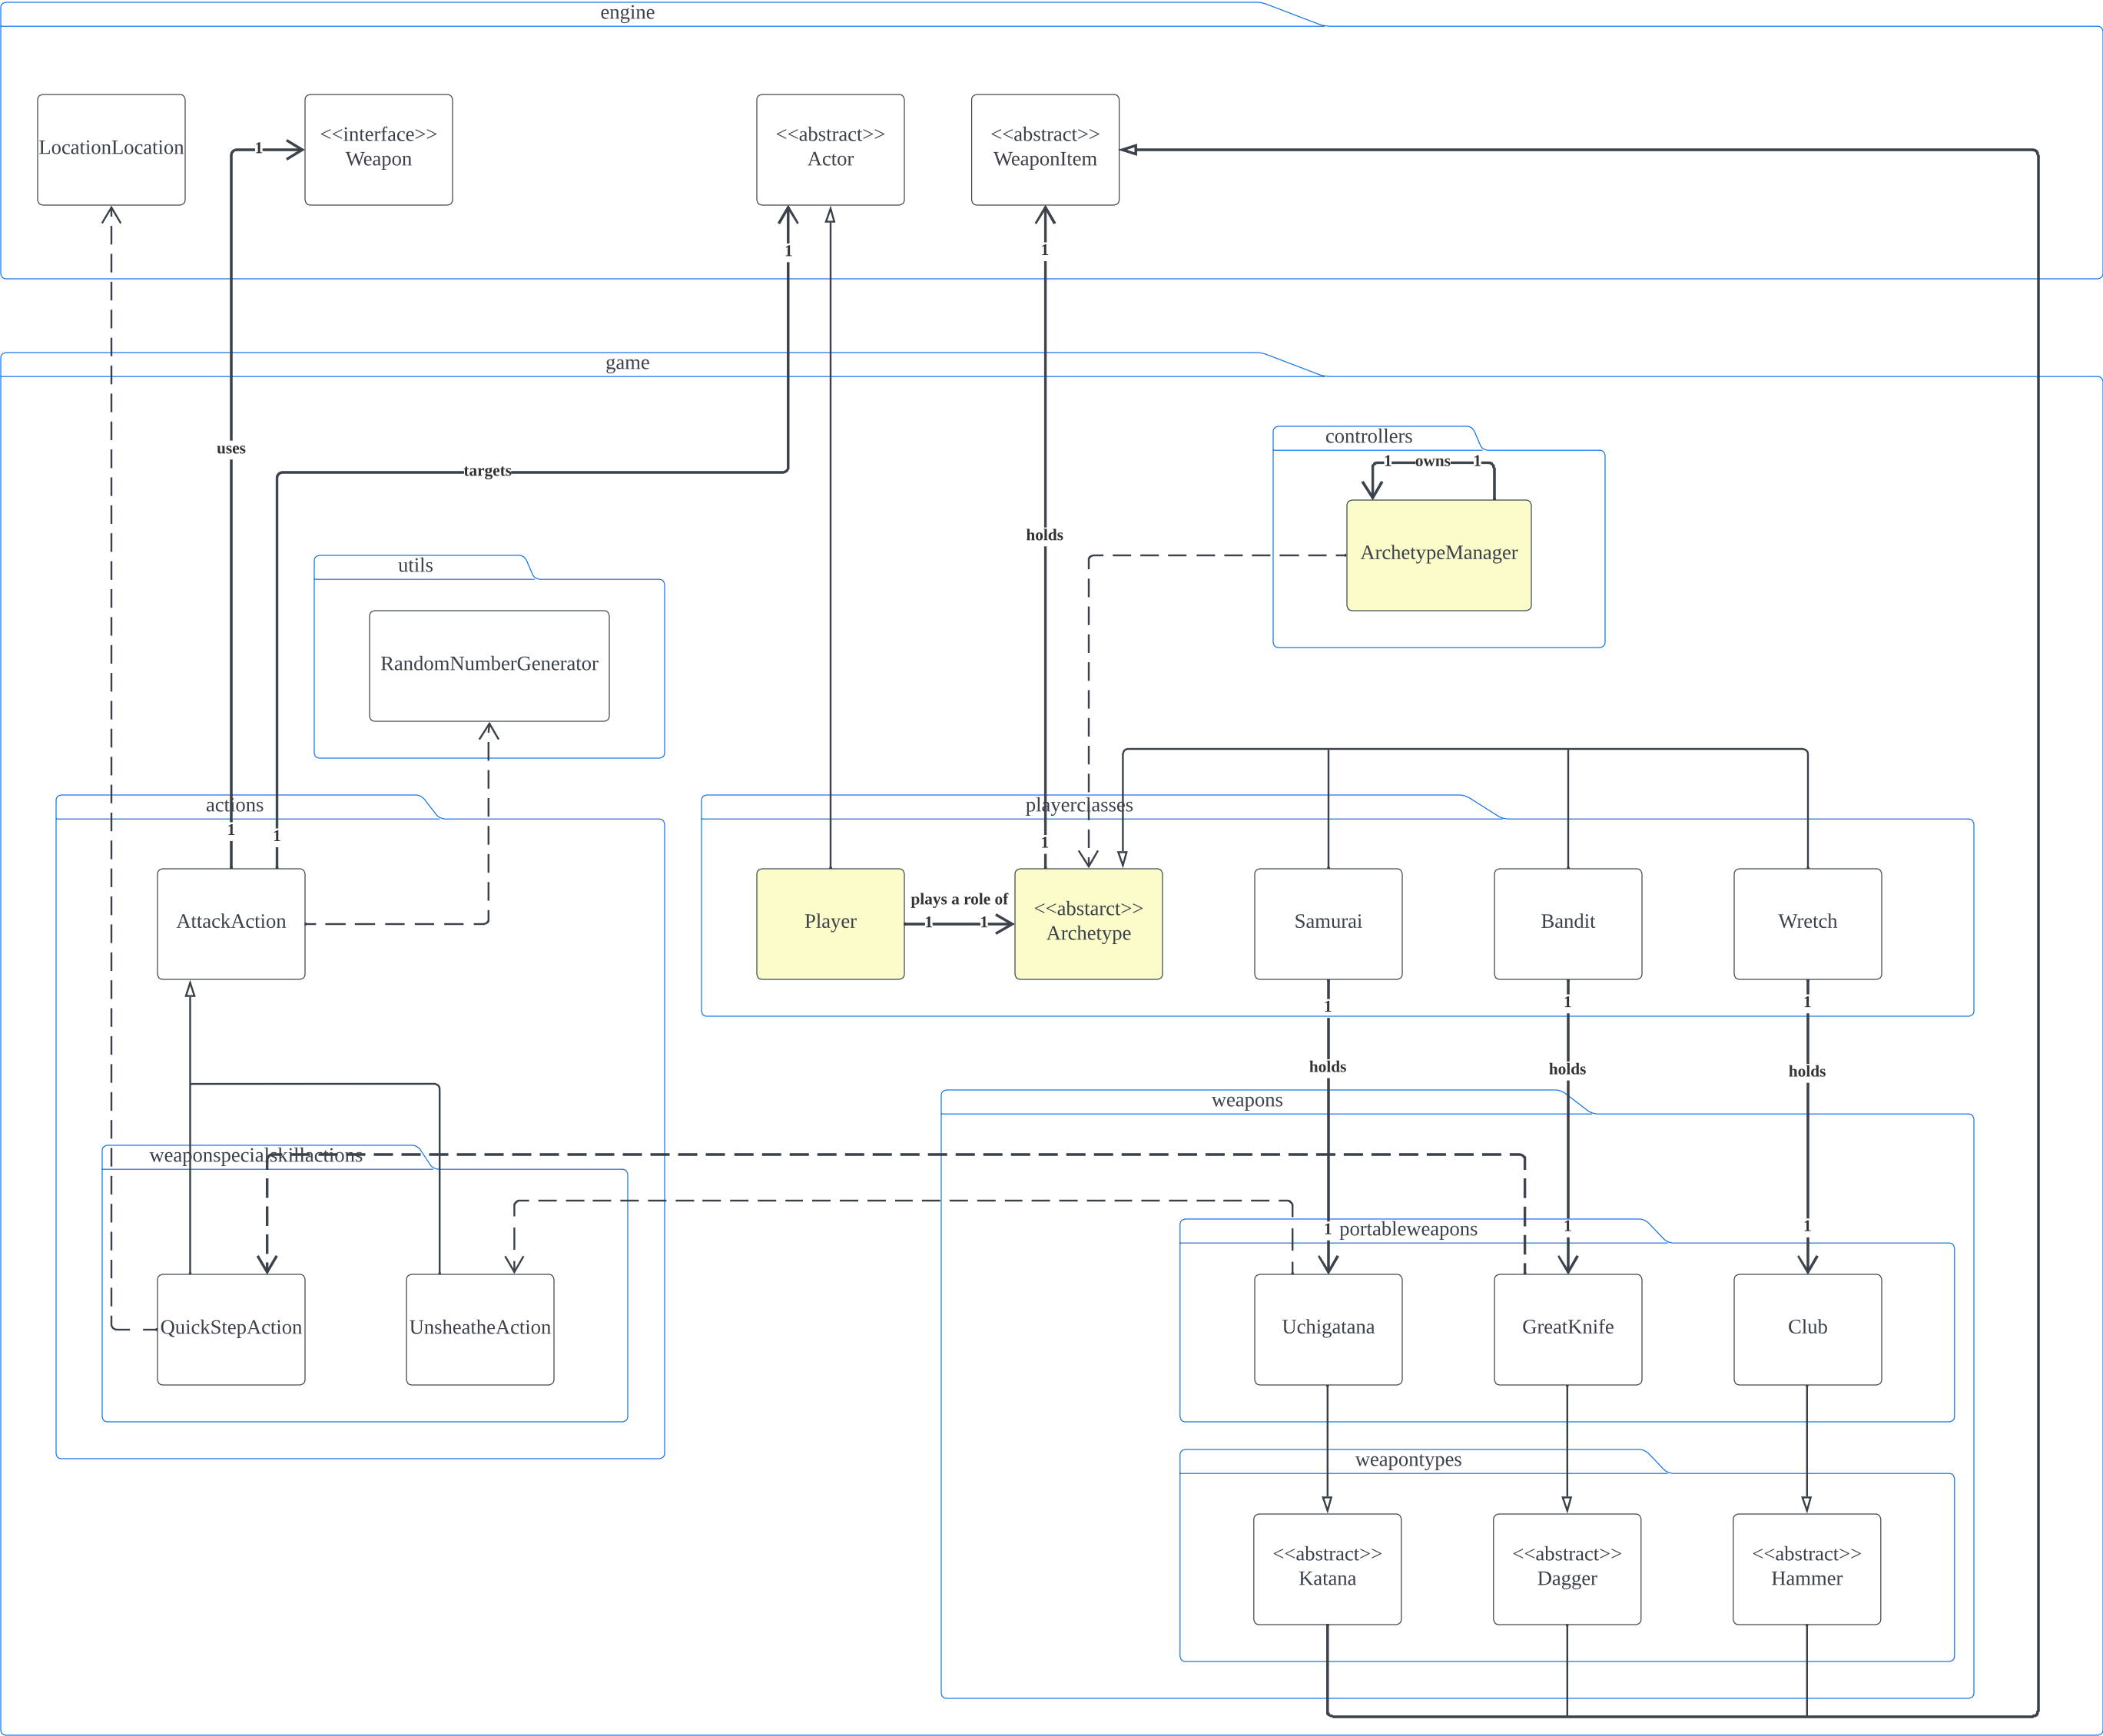 engine
LocationLocation
<<interface>>
Weapon
<<abstract>>
Actor
<<abstract>>
WeaponItem
1
1
1
game
controllers
uses
targets
1
owns
1
holds
ArchetypeManager
utils
RandomNumberGenerator
actions
playerclasses
1
1
1
AttackAction
Player
plays a role of
1
1
<<abstarct>>
Archetype
Samurai
Bandit
Wretch
1
1
1
holds
holds
holds
weapons
weaponspecialskillactions
portableweapons
1
1
1
QuickStepAction
UnsheatheAction
Uchigatana
GreatKnife
Club
weapontypes
<<abstract>>
Katana
<<abstract>>
Dagger
<<abstract>>
Hammer